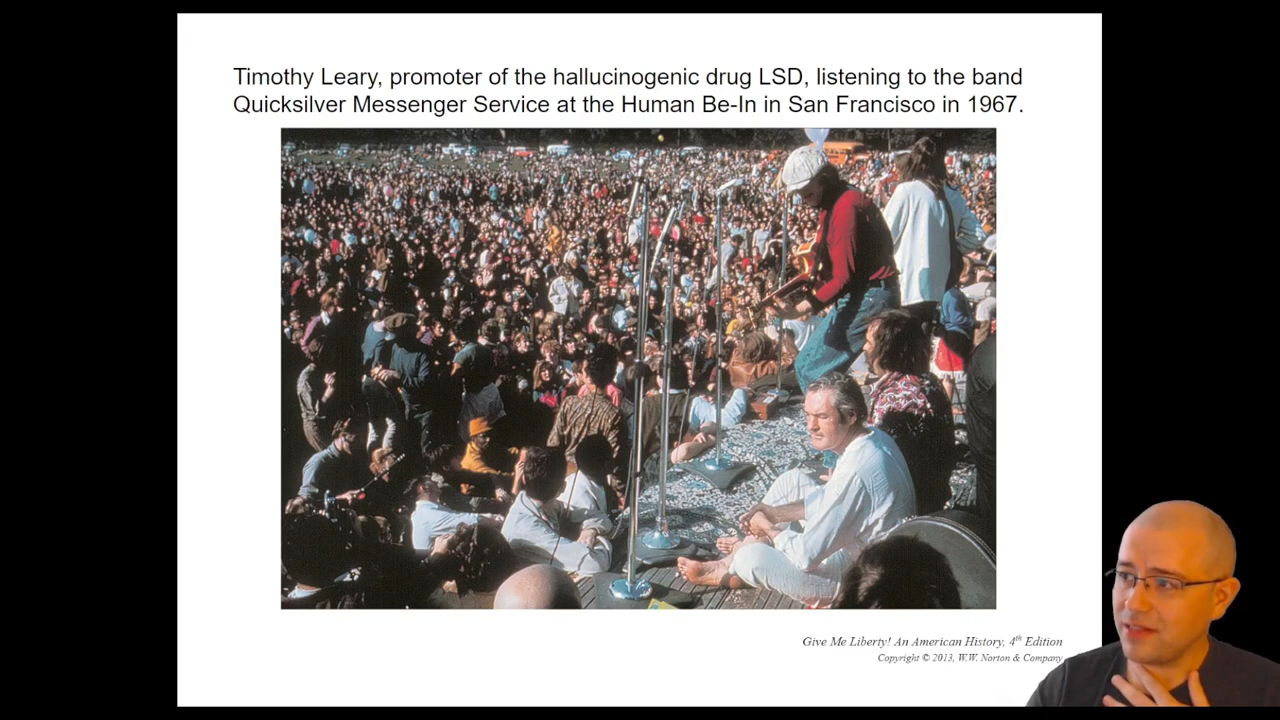 Timothy Leary, promoter of the hallucinogenic drug LSD, listening to the band
Quicksilver Messenger Service at the Human Be-In in San Francisco in 1967.
Give Me Liberty! An American History, 4th Edition
Copyright © 2013, W.W. Norton & Company